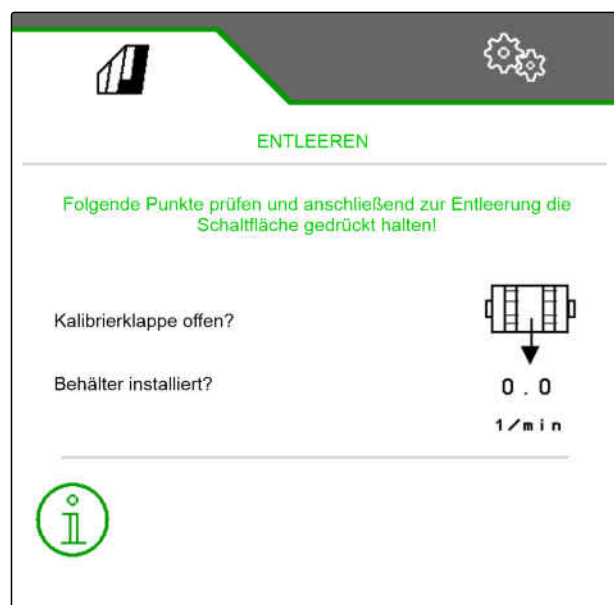 ENTLEEREN
Folgende Punkte prüfen und anschließend zur Entleerung die
Schaltfläche gedrückt halten!
Kalibrierklappe offen?
Behälter installiert?
0.0
1/min